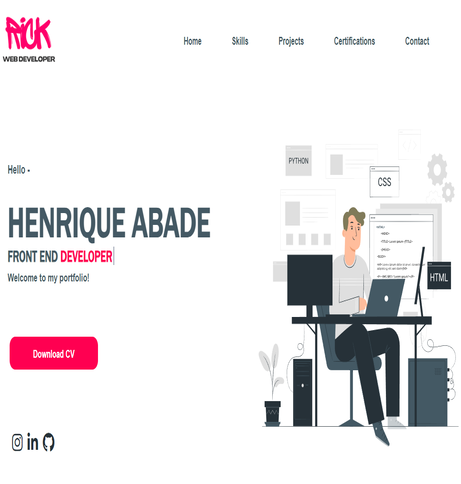 RICK
WEB DEVELOPER
Home Skills Projects Certifications Contact
Hello -
HENRIQUE ABADE
FRONT END DEVELOPER
Welcome to my portfolio!
Download CV
PYTHON
CSS
HTML